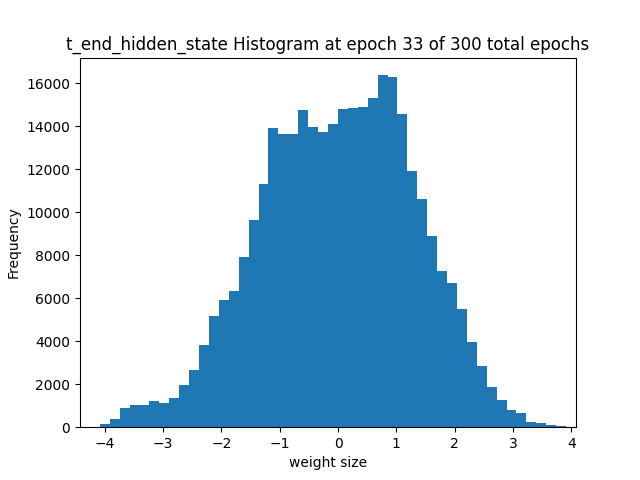 t_end_hidden_state Histogram at epoch 33 of 300 total epochs
16000
14000
12000
10000
8000
6000
4000
2000
0
Frequency
−4 −3 −2 −1 0 1 2 3 4
weight size